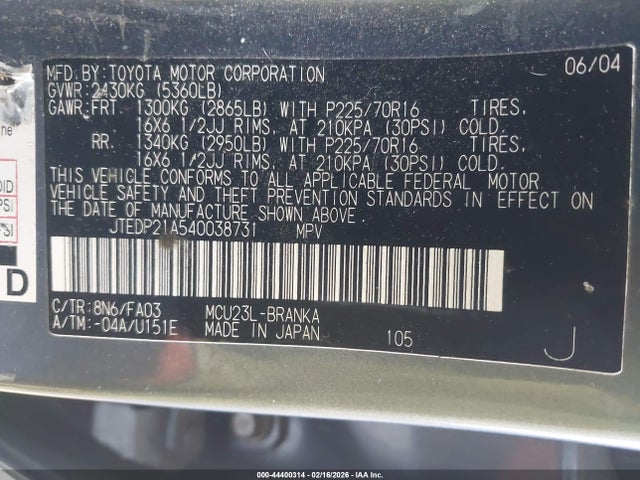 MFD. BY: TOYOTA MOTOR CORPORATION 06/04
GVWR: 2430KG (5360LB)
GAWR: FRT 1300KG (2865LB) WITH P225/70R16 TIRES,
16X6 1/2JJ RIMS, AT 210KPA (30PSI) COLD.
RR. 1340KG (2950LB) WITH P225/70R16 TIRES,
16X6 1/2JJ RIMS, AT 210KPA (30PSI) COLD.
THIS VEHICLE CONFORMS TO ALL APPLICABLE FEDERAL MOTOR
VEHICLE SAFETY AND THEFT PREVENTION STANDARDS IN EFFECT ON
THE DATE OF MANUFACTURE SHOWN ABOVE.
JTEDP21A540038731 MPV
C/TR: 8N6/FA03 MCU23L-BRANKA
A/TM: -04A/U151E MADE IN JAPAN 105 J
D
000-44400314 - 02/16/2026 - IAA Inc.